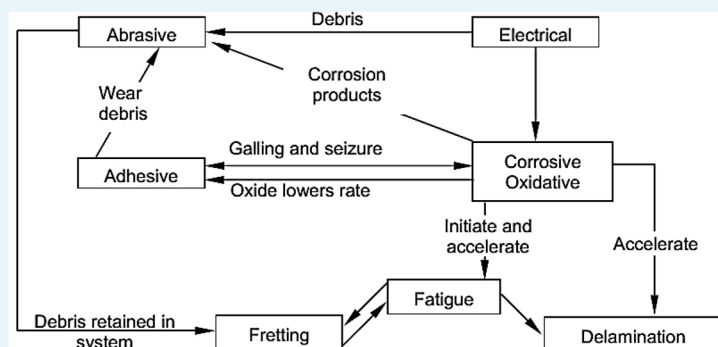 Debris
Abrasive
Electrical
Corrosion
products
Wear
debris
Galling and seizure
Adhesive
Corrosive
Oxidative
Oxide lowers rate
Initiate and
accelerate
Accelerate
Fatigue
Debris retained in
system
Fretting
Delamination